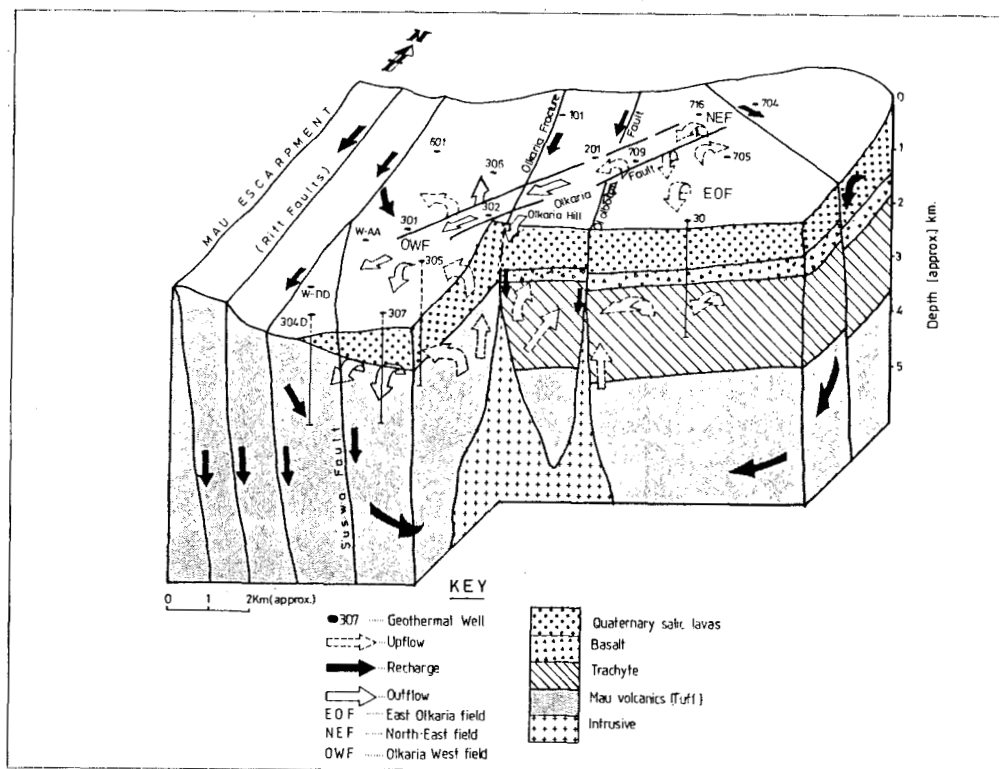 N
MAU ESCARPMENT
(Rift Faults)
601
306
Olkaria Fracture
101
201
Fault
709
716
NEF
704
705
Olkaria Fault
EOF
30
302
Olkaria Hill
301
W-AA
OWF
305
W-DD
304D
307
Suswa Fault
0
1
2
3
4
5
Depth (approx.) km.
0 1 2Km(approx.)
KEY
307 Geothermal Well
Upflow
Recharge
Outflow
EOF East Olkaria field
NEF North-East field
OWF Olkaria West field
Quaternary salic lavas
Basalt
Trachyte
Mau volcanics (Tuff)
Intrusive